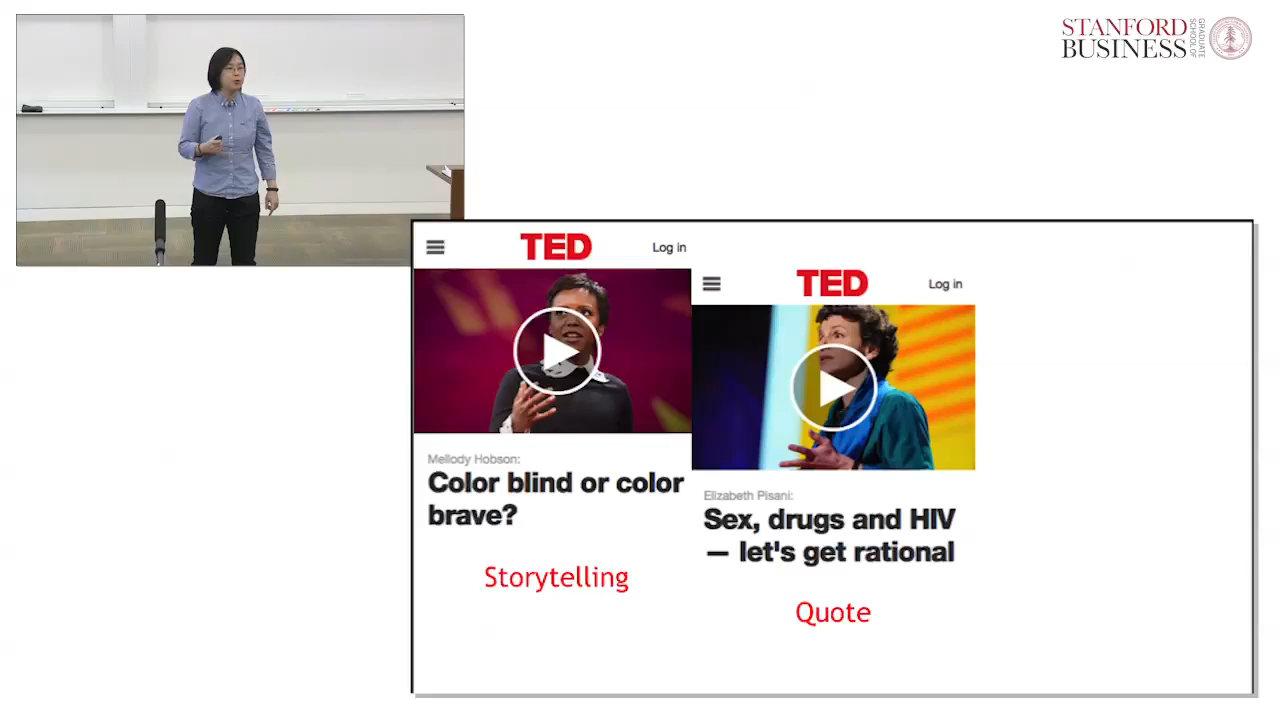 STANFORD
BUSINESS
GRADUATE
SCHOOL OF
TED
Log in
Mellody Hobson:
Color blind or color
brave?
Storytelling
TED
Log in
Elizabeth Pisani:
Sex, drugs and HIV
— let's get rational
Quote